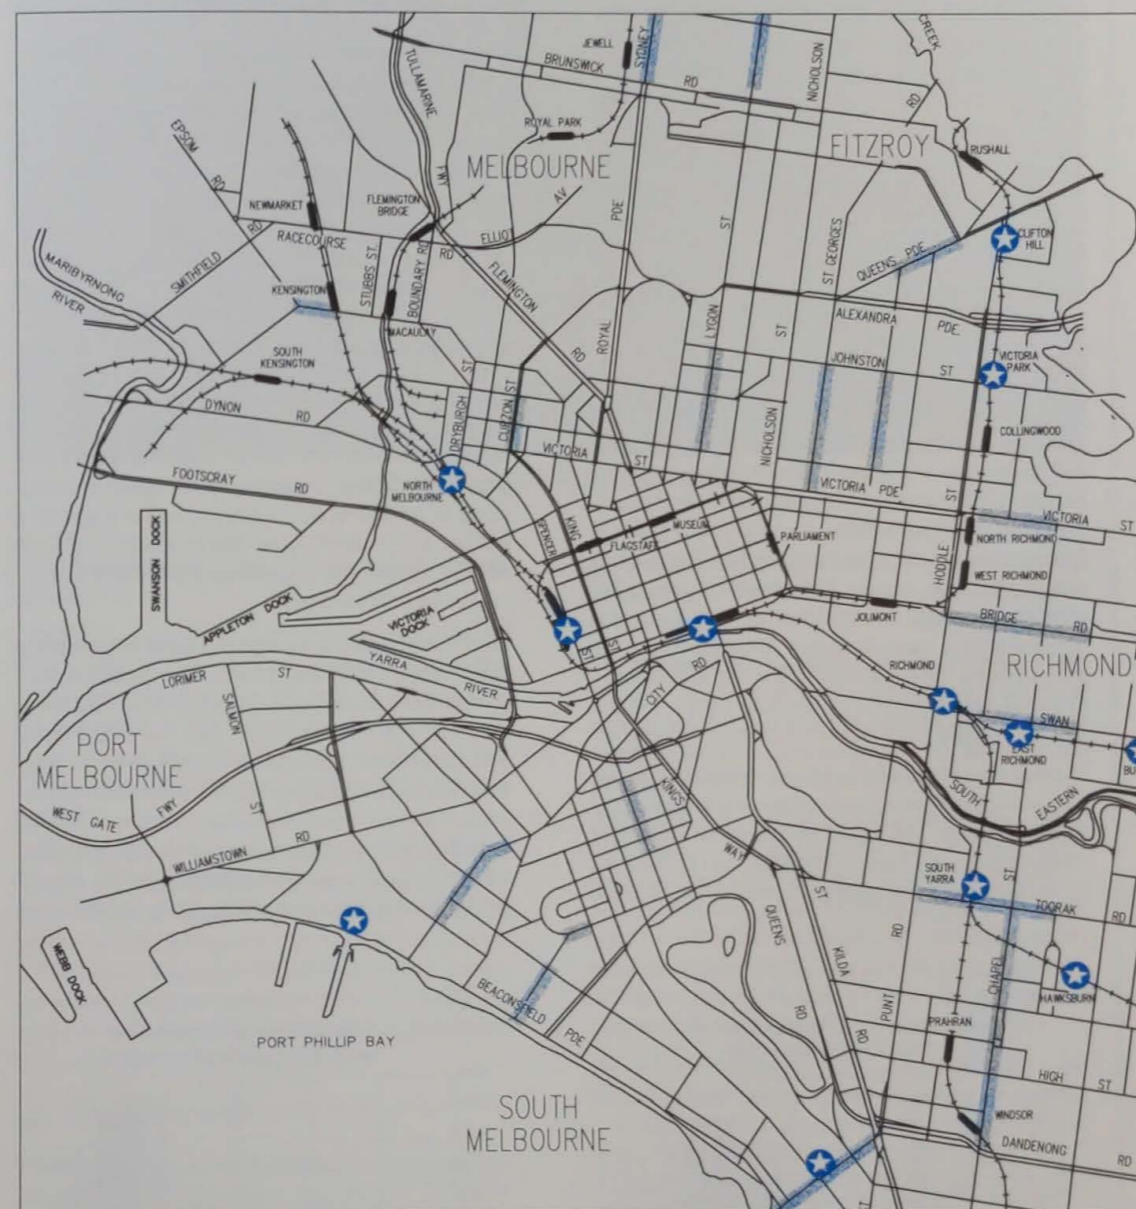 CREEK
JEWELL
SYDNEY
TULLAMARINE
BRUNSWICK
RD
NICHOLSON
RD
EPSOM
RD
ROYAL PARK
FITZROY
RUSHALL
MELBOURNE
FWY
NEWMARKET
FLEMINGTON
BRIDGE
AV
PDE
ST
ST GEORGES
CLIFTON
HILL
RACECOURSE
RD
ELLIOT
QUEENS PDE
MARIBYRNONG
RIVER
SMITHFIELD
RD
KENSINGTON
STUBBS ST.
BOUNDARY RD
FLEMINGTON
RD
MACAULAY
ROYAL
LYGON
ST
ALEXANDRA
PDE.
SOUTH
KENSINGTON
JOHNSTON
ST
VICTORIA
PARK
DYNON
RD
DRYBURGH
ST
CURZON ST
NICHOLSON
COLLINGWOOD
VICTORIA
ST
FOOTSCRAY
RD
NORTH
MELBOURNE
VICTORIA PDE
ST
VICTORIA
ST
SPENCER
KING
MUSEUM
FLAGSTAFF
PARLIAMENT
NORTH RICHMOND
HODDLE
WEST RICHMOND
SWANSON DOCK
APPLETON DOCK
VICTORIA
DOCK
JOLIMONT
BRIDGE
RD
ST
ST
YARRA
RIVER
RICHMOND
RICHMOND
LORIMER
ST
SALMON
ST
CITY
RD
SWAN
EAST
RICHMOND
BU
PORT
MELBOURNE
KINGS
WAY
SOUTH
EASTERN
WEST GATE
FWY
WILLIAMSTOWN
RD
SOUTH
YARRA
ST
TOORAK
RD
ST
QUEENS
RD
KILDA
RD
PUNT
RD
CHAPEL
HAWKSBURN
WEBB DOCK
BEACONSFIELD
PDE
PRAHRAN
PORT PHILLIP BAY
HIGH
ST
SOUTH
MELBOURNE
WINDSOR
DANDENONG
RD
ST